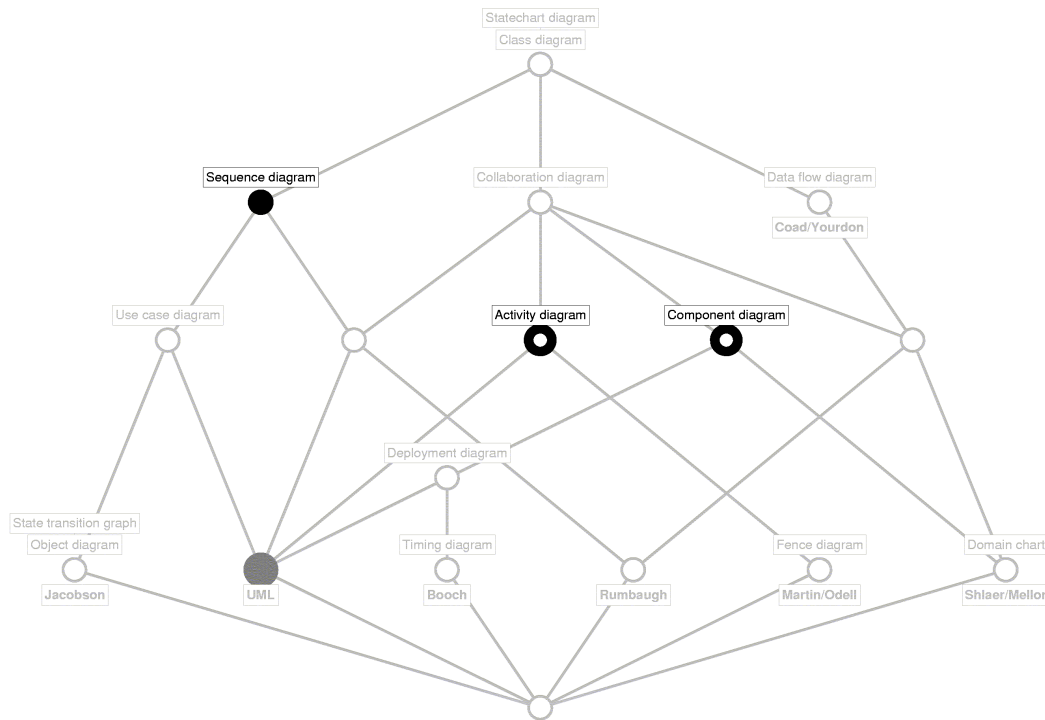 Statechart diagram
Class diagram
Sequence diagram
Collaboration diagram
Data flow diagram
Coad/Yourdon
Use case diagram
Activity diagram
Component diagram
Deployment diagram
State transition graph
Object diagram
Timing diagram
Fence diagram
Domain chart
Jacobson
UML
Booch
Rumbaugh
Martin/Odell
Shlaer/Mellor